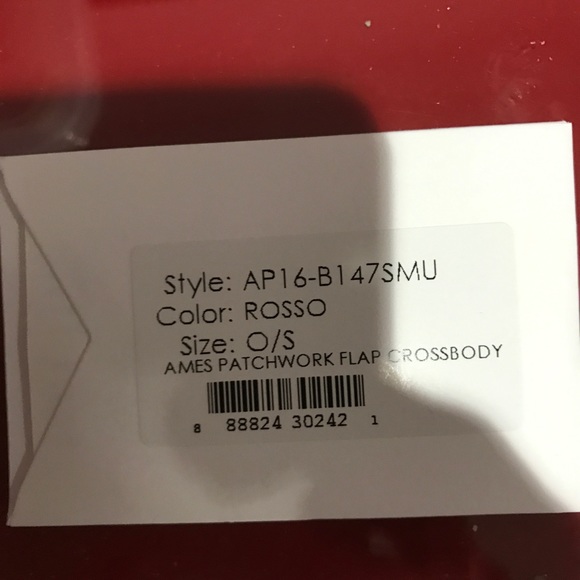 Style: AP16-B147SMU
Color: ROSSO
Size: O/S
AMES PATCHWORK FLAP CROSSBODY
8 88824 30242 1